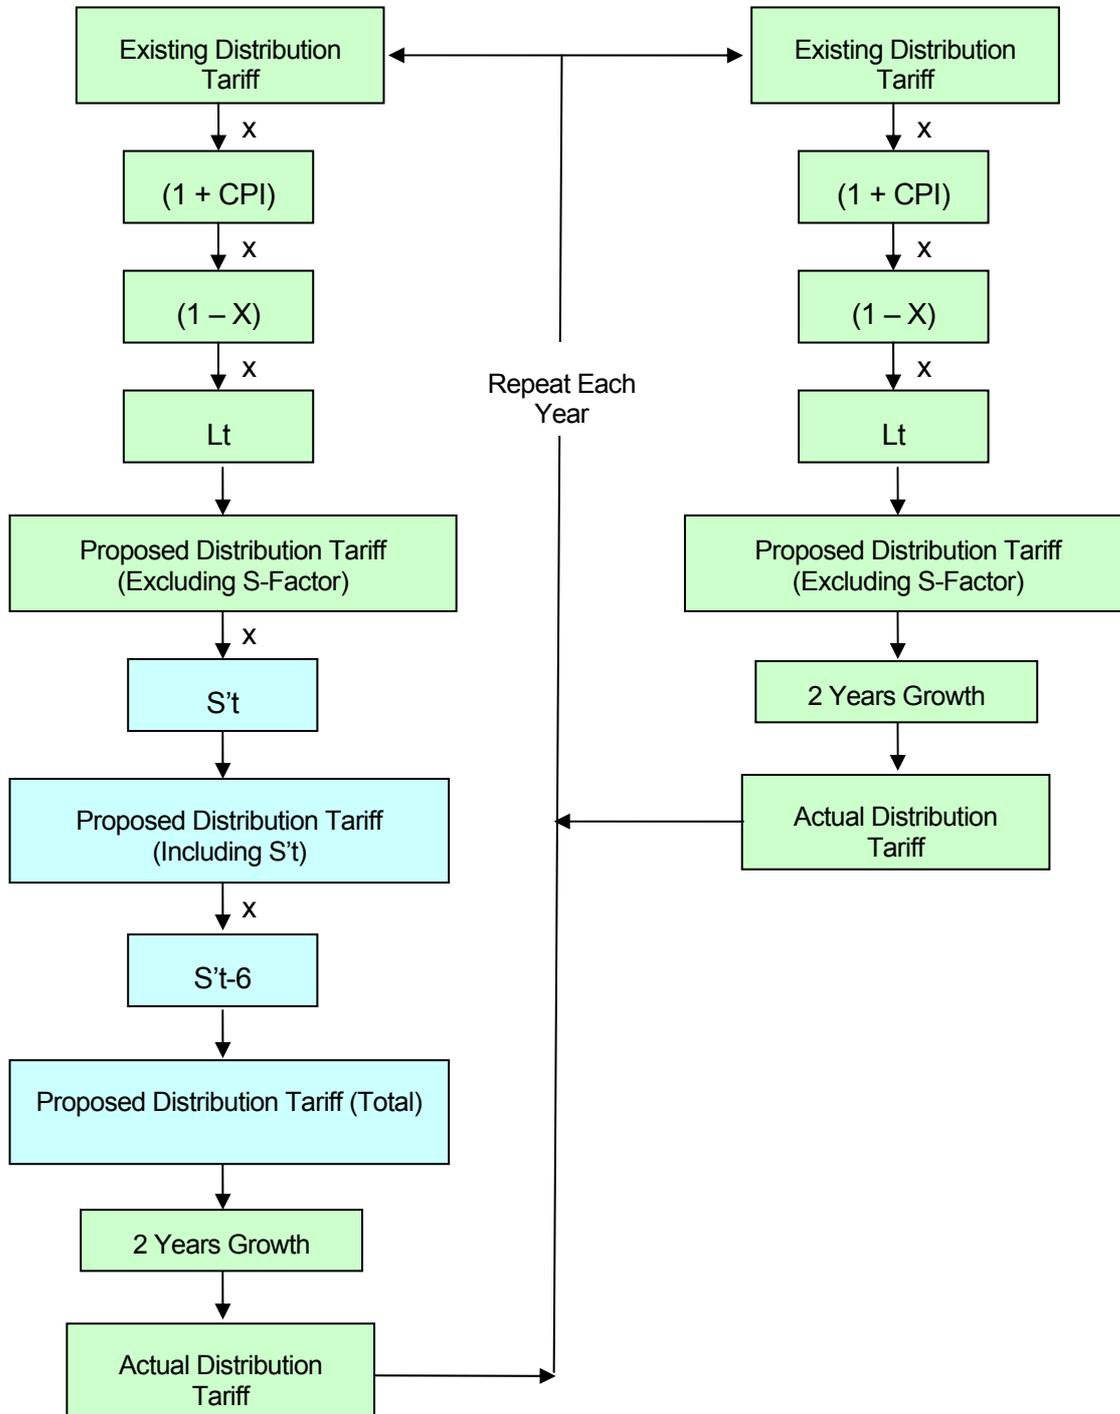 Existing Distribution
Tariff
x
(1 + CPI)
x
(1 – X)
x
Lt
Proposed Distribution Tariff
(Excluding S-Factor)
x
S’t
Proposed Distribution Tariff
(Including S’t)
x
S’t-6
Proposed Distribution Tariff (Total)
2 Years Growth
Actual Distribution
Tariff
Repeat Each
Year
Existing Distribution
Tariff
x
(1 + CPI)
x
(1 – X)
x
Lt
Proposed Distribution Tariff
(Excluding S-Factor)
2 Years Growth
Actual Distribution
Tariff